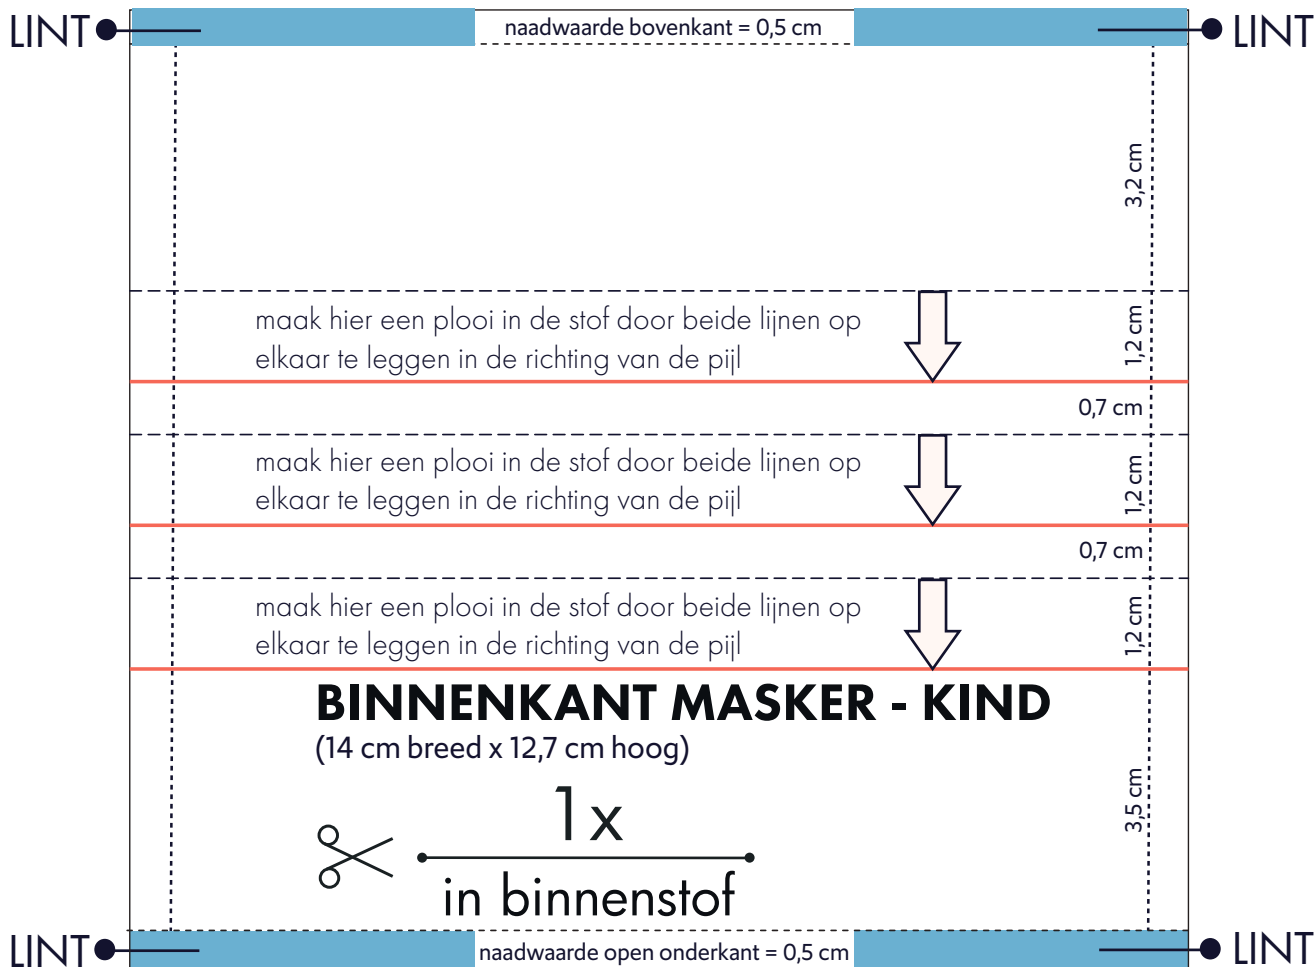 LINT
naadwaarde bovenkant = 0,5 cm
LINT
3,2 cm
maak hier een plooi in de stof door beide lijnen op
elkaar te leggen in de richting van de pijl
1,2 cm
0,7 cm
maak hier een plooi in de stof door beide lijnen op
elkaar te leggen in de richting van de pijl
1,2 cm
0,7 cm
maak hier een plooi in de stof door beide lijnen op
elkaar te leggen in de richting van de pijl
1,2 cm
BINNENKANT MASKER - KIND
(14 cm breed x 12,7 cm hoog)
1x
in binnenstof
3,5 cm
LINT
naadwaarde open onderkant = 0,5 cm
LINT